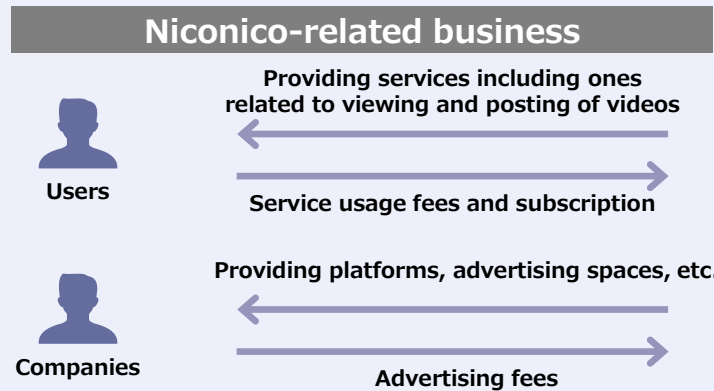 Niconico-related business
Providing services including ones
related to viewing and posting of videos
Users
Service usage fees and subscription
Providing platforms, advertising spaces, etc.
Companies
Advertising fees